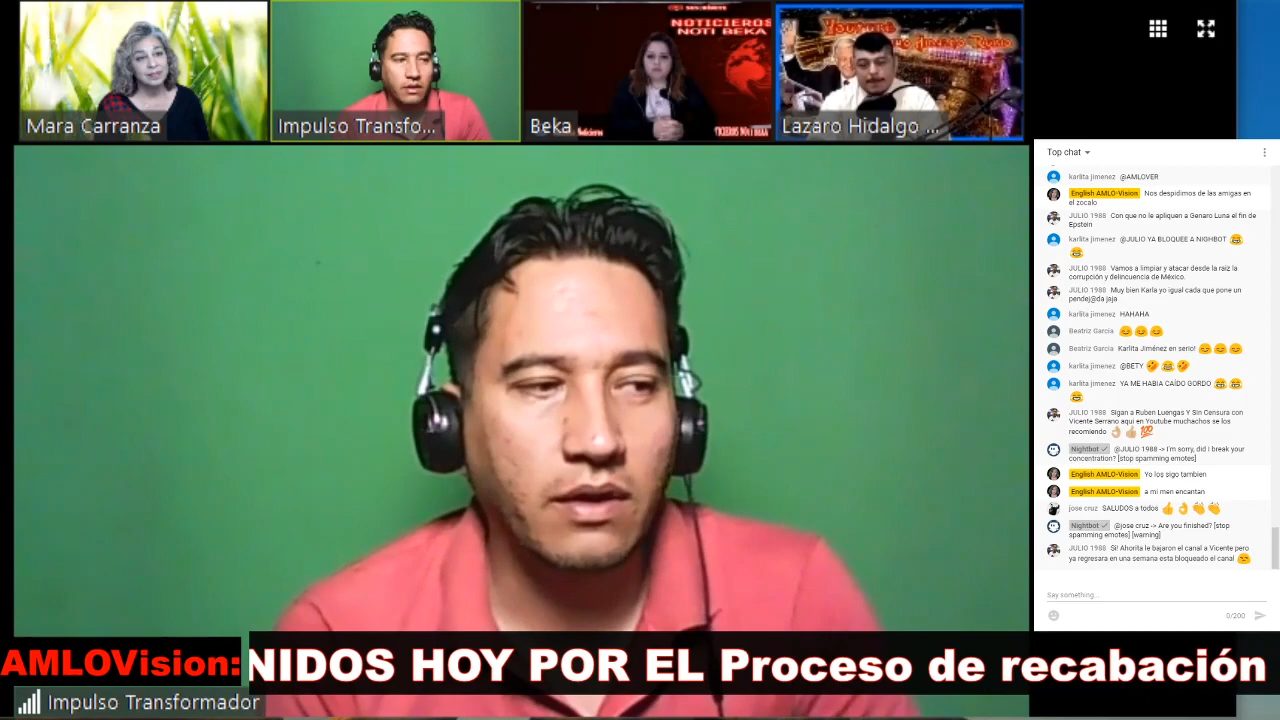 NOTICIEROS
NOTI BEKA
Mara Carranza
Impulso Transfo...
Beka
Lazaro Hidalgo ...
Top chat
karlita jimenez @AMLOVER
English AMLO-Vision Nos despidimos de las amigas en
el zocalo
JULIO 1988 Con que no le apliquen a Genaro Luna el fin de
Epstein
karlita jimenez @JULIO YA BLOQUEE A NIGHBOT 😂
😂
JULIO 1988 Vamos a limpiar y atacar desde la raiz la
corrupción y delincuencia de México.
JULIO 1988 Muy bien Karla yo igual cada que pone un
pendej@da jaja
karlita jimenez HAHAHA
Beatriz Garcia 😊😊😊
Beatriz Garcia Karlita Jiménez en serio! 😊😊😊
karlita jimenez @BETY 🤣😂🤣
karlita jimenez YA ME HABIA CAÍDO GORDO 😂😂
😂
JULIO 1988 Sigan a Ruben Luengas Y Sin Censura con
Vicente Serrano aqui en Youtube muchachos se los
recomiendo 👌🏼👍🏼💯
Nightbot ✓ @JULIO 1988 -> I'm sorry, did I break your
concentration? [stop spamming emotes]
English AMLO-Vision Yo los sigo tambien
English AMLO-Vision a mi men encantan
jose cruz SALUDOS a todos 👍👌👏👏
Nightbot ✓ @jose cruz -> Are you finished? [stop
spamming emotes] [warning]
JULIO 1988 Si! Ahorita le bajaron el canal a Vicente pero
ya regresara en una semana esta bloqueado el canal 😊
Say something...
0/200
AMLOVision: NIDOS HOY POR EL Proceso de recabación
Impulso Transformador